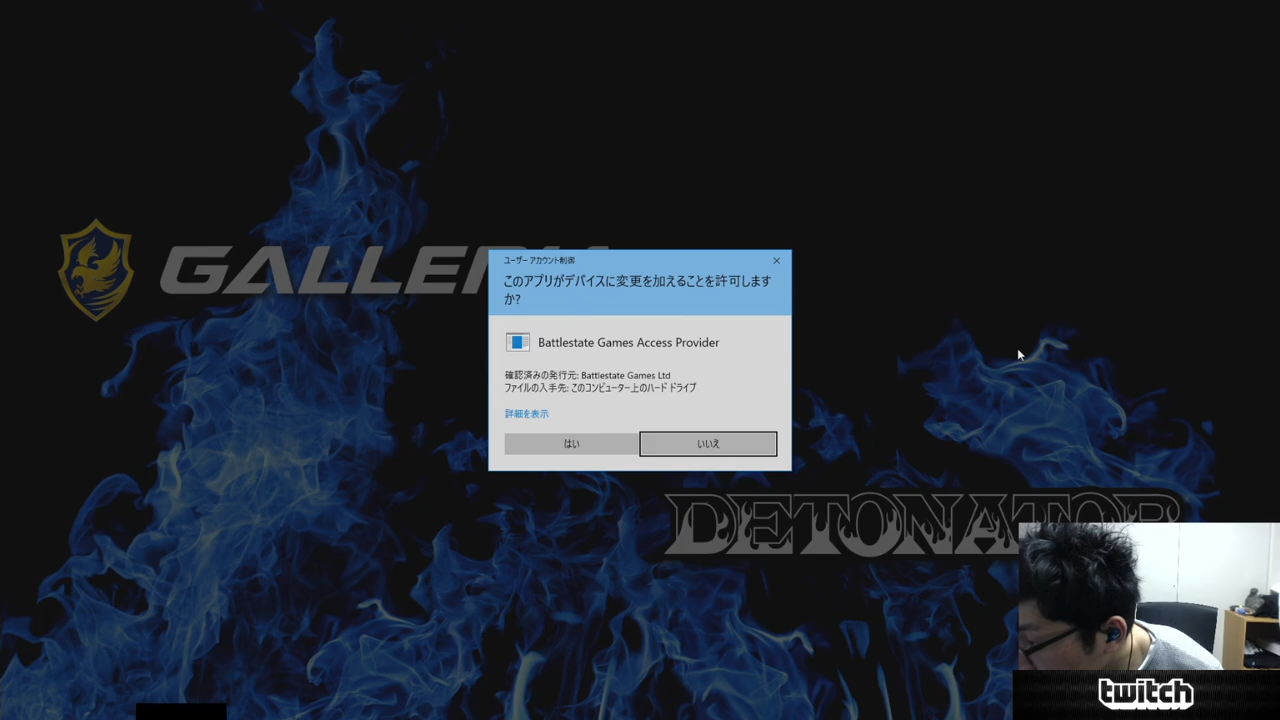 GALLERIA
ユーザー アカウント制御
このアプリがデバイスに変更を加えることを許可します
か?
Battlestate Games Access Provider
確認済みの発行元: Battlestate Games Ltd
ファイルの入手先: このコンピューター上のハード ドライブ
詳細を表示
はい
いいえ
DETONATOR
twitch